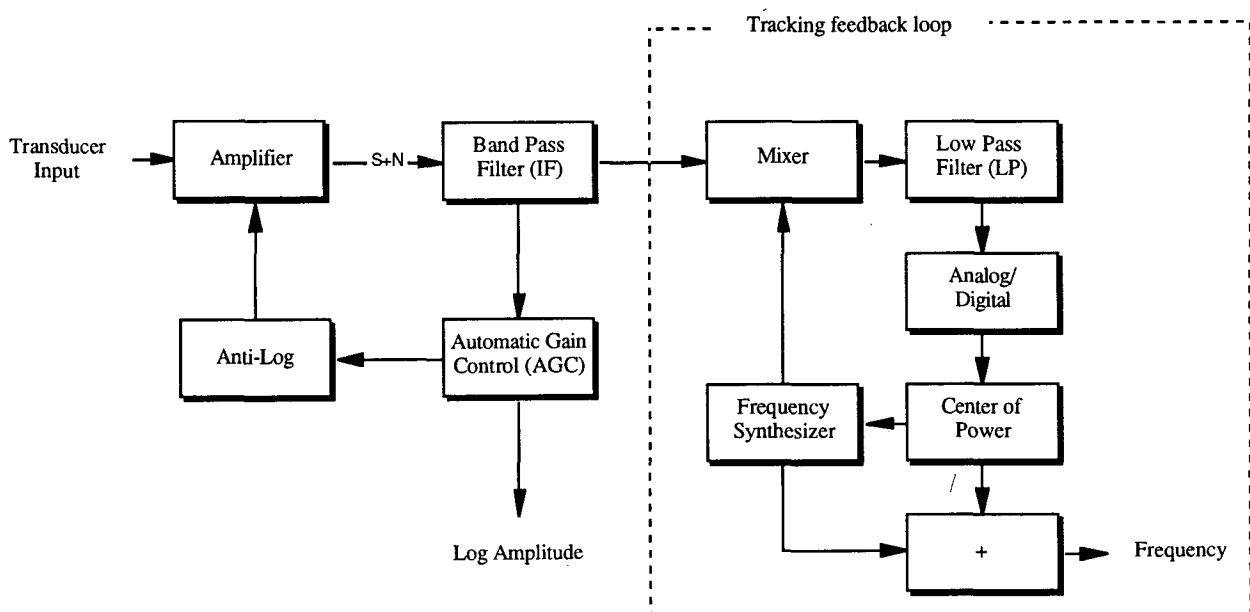 Tracking feedback loop
Transducer
Input
Amplifier
S+N
Band Pass
Filter (IF)
Mixer
Low Pass
Filter (LP)
Analog/
Digital
Anti-Log
Automatic Gain
Control (AGC)
Frequency
Synthesizer
Center of
Power
Log Amplitude
+
Frequency